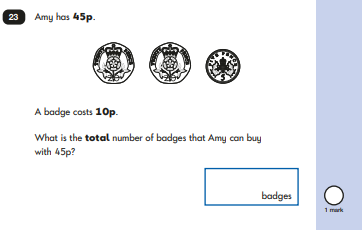 23 Amy has 45p.
A badge costs 10p.
What is the total number of badges that Amy can buy
with 45p?
badges
1 mark